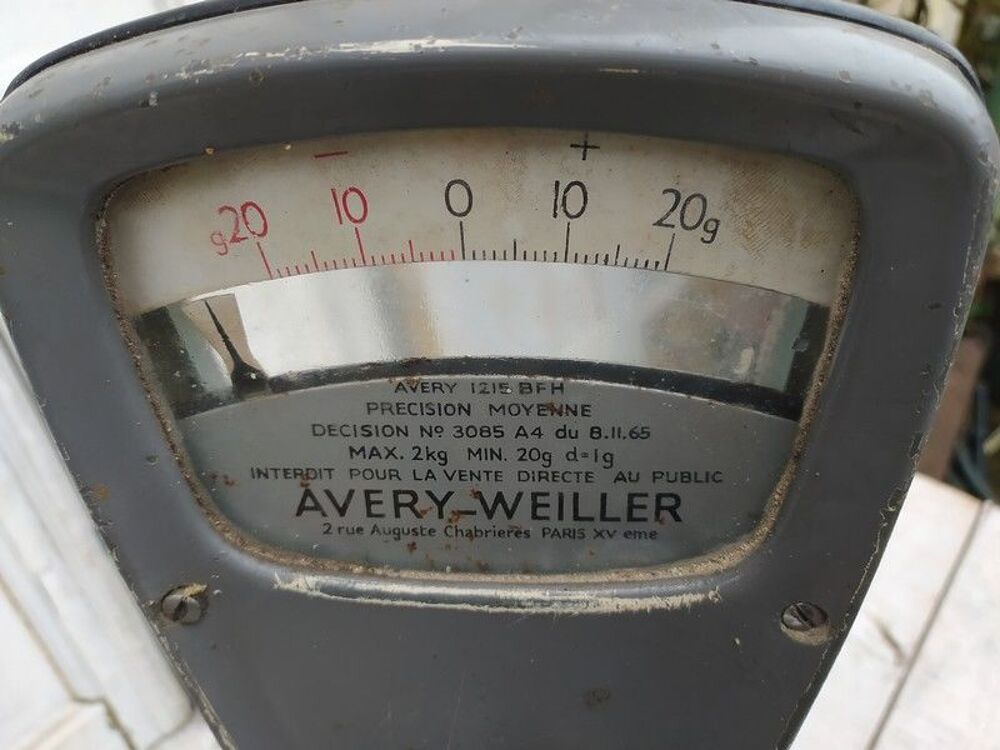 − +
g20 10 0 10 20g
AVERY 1215 BFH
PRECISION MOYENNE
DECISION Nº 3085 A4 du 8.11.65
MAX. 2kg MIN. 20g d=1g
INTERDIT POUR LA VENTE DIRECTE AU PUBLIC
AVERY-WEILLER
2 rue Auguste Chabrieres PARIS XV eme